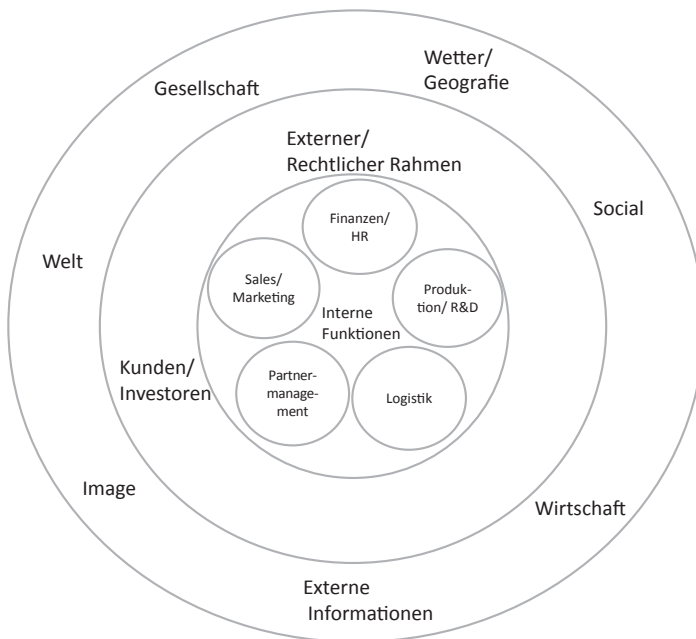 Wetter/
Geografie
Gesellschaft
Externer/
Rechtlicher Rahmen
Social
Finanzen/
HR
Welt
Sales/
Marketing
Produk-
tion/ R&D
Interne
Funktionen
Kunden/
Investoren
Partner-
manage-
ment
Logistik
Image
Wirtschaft
Externe
Informationen